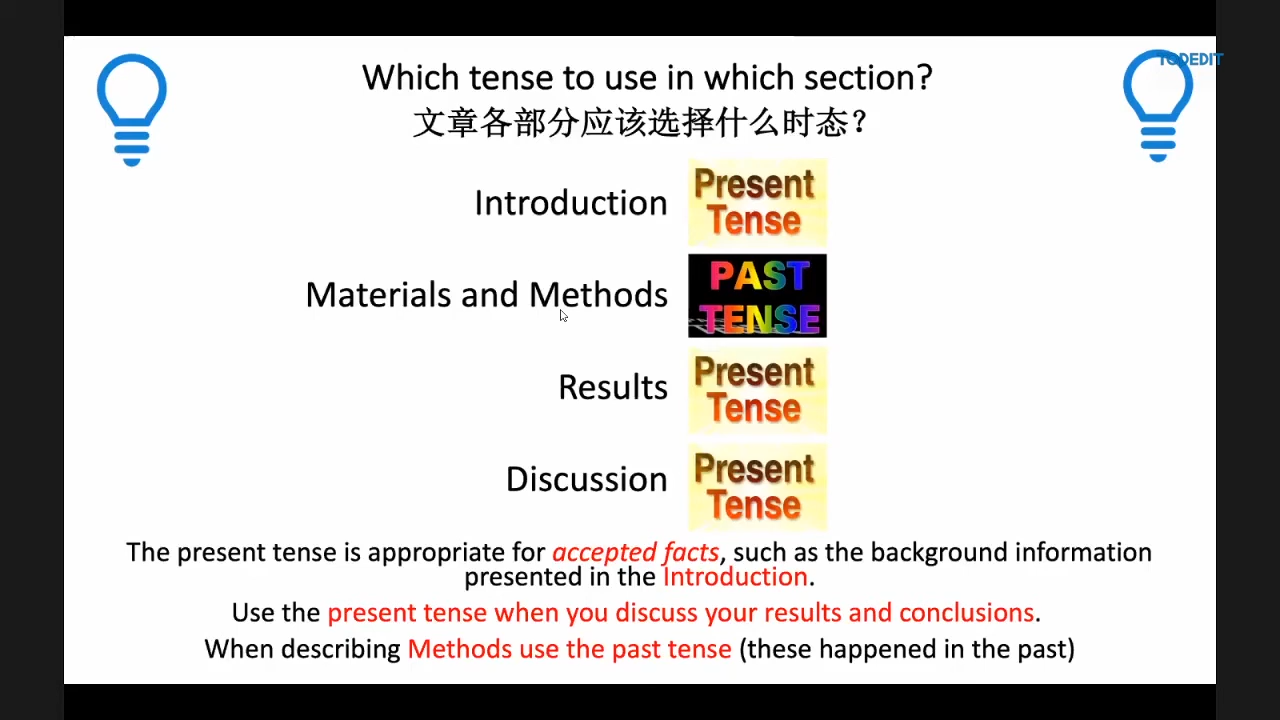 TODEDIT
Which tense to use in which section?
文章各部分应该选择什么时态？
Introduction
Present
Tense
Materials and Methods
PAST
TENSE
Results
Present
Tense
Discussion
Present
Tense
The present tense is appropriate for accepted facts, such as the background information
presented in the Introduction.
Use the present tense when you discuss your results and conclusions.
When describing Methods use the past tense (these happened in the past)